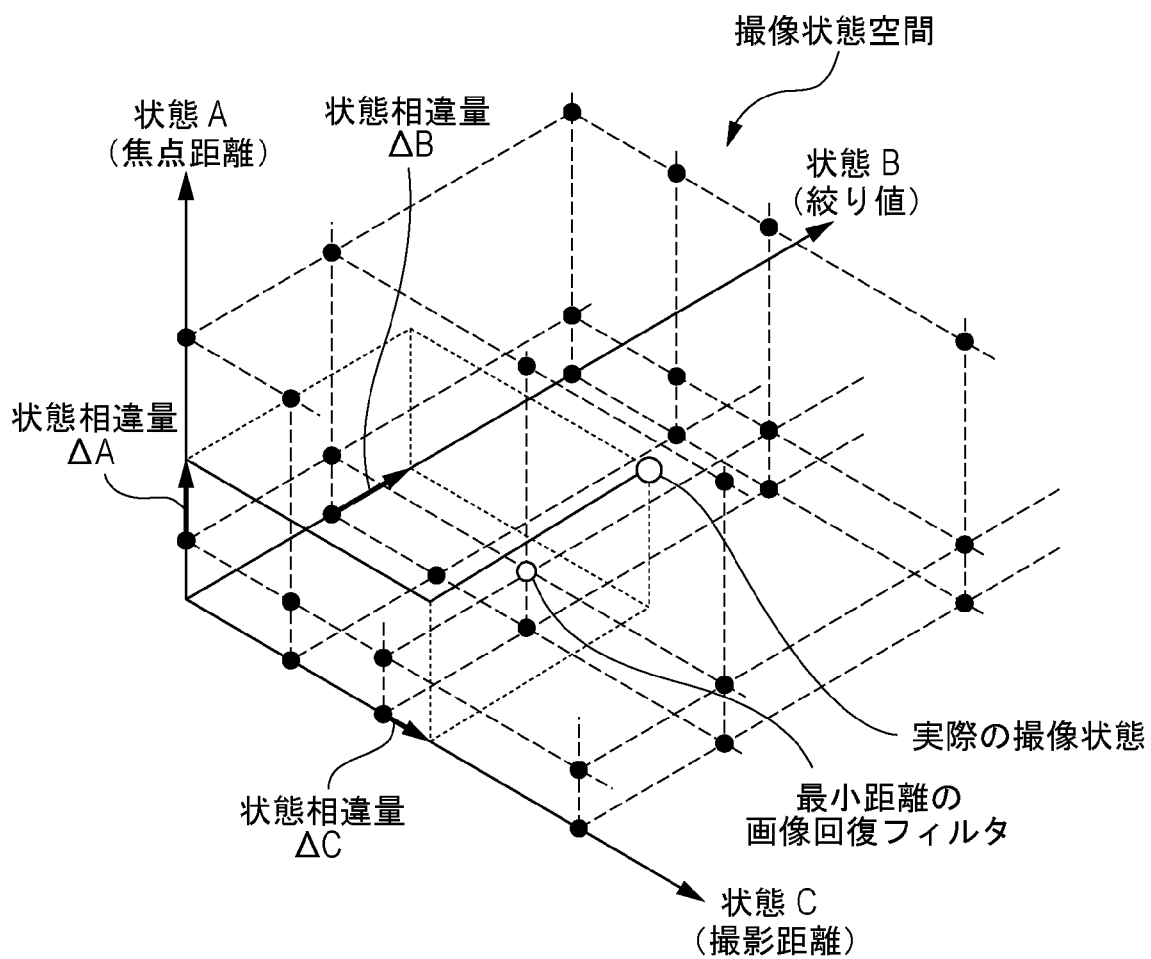 撮像状態空間
状態A
(焦点距離)
状態相違量
ΔB
状態B
(絞り値)
状態相違量
ΔA
実際の撮像状態
最小距離の
画像回復フィルタ
状態相違量
ΔC
状態C
(撮影距離)